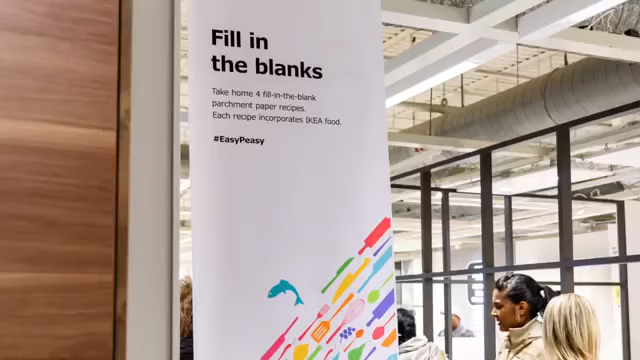 Fill in
the blanks
Take home 4 fill-in-the-blank
parchment paper recipes.
Each recipe incorporates IKEA food.
#EasyPeasy